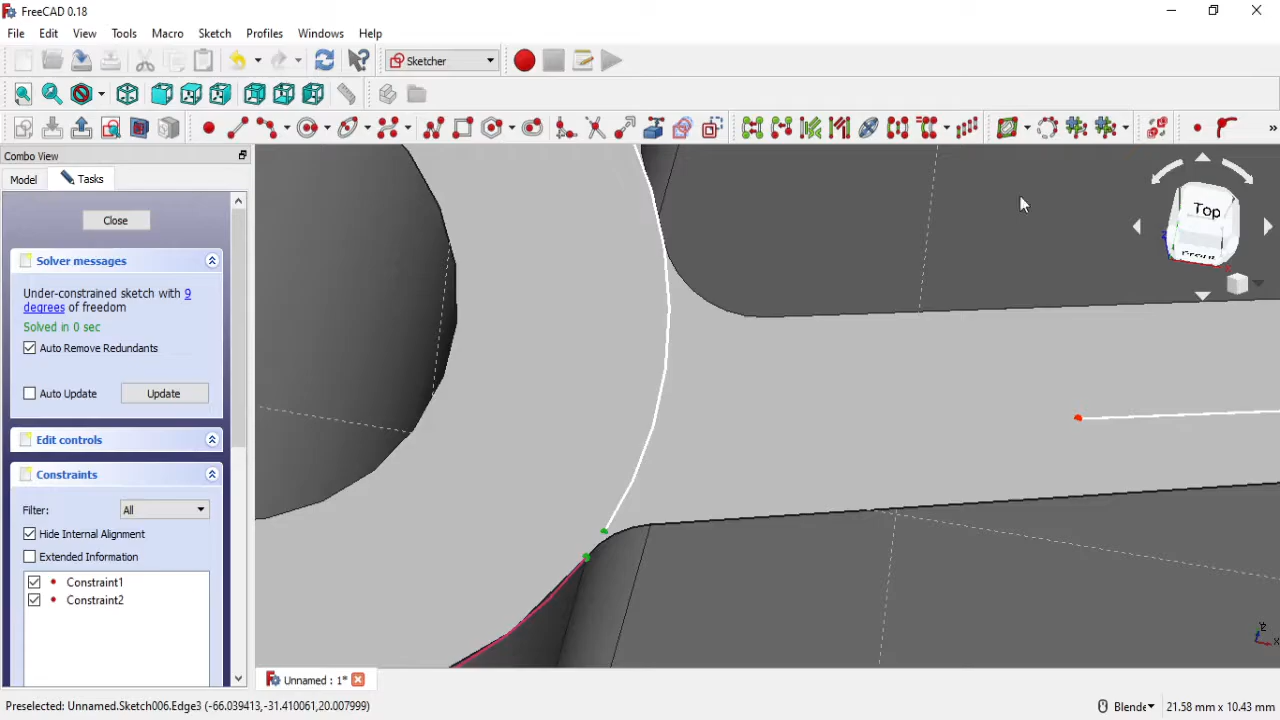 FreeCAD 0.18
File Edit View Tools Macro Sketch Profiles Windows Help
Sketcher
»
Combo View
Model Tasks
Close
Solver messages
Under-constrained sketch with 9
degrees of freedom
Solved in 0 sec
Auto Remove Redundants
Auto Update Update
Edit controls
Constraints
Filter: All
Hide Internal Alignment
Extended Information
Constraint1
Constraint2
Top
Front
Y
X
Unnamed : 1*
Preselected: Unnamed.Sketch006.Edge3 (-66.039413,-31.410061,20.007999)
Blende
21.58 mm x 10.43 mm